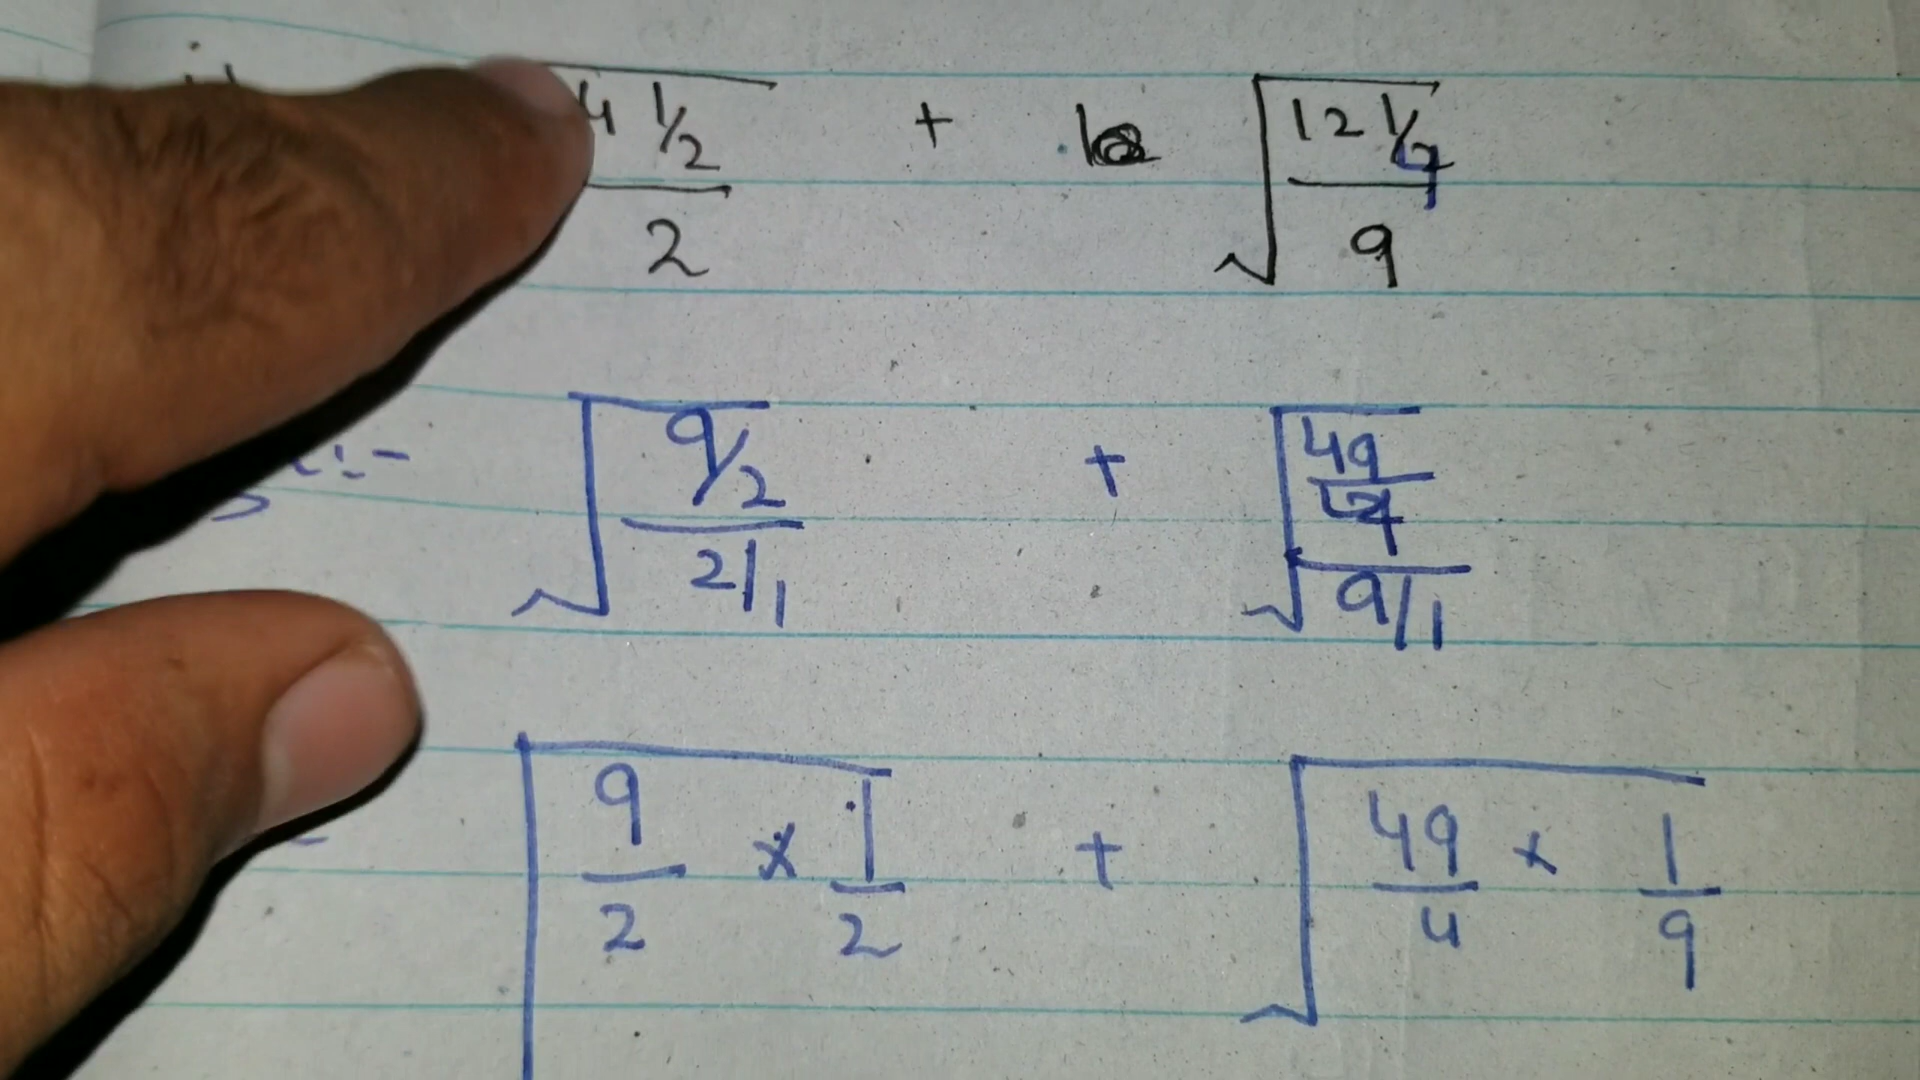 4 1/2 / 2 + √ 12 1/4 / 9
√ 9/2 / 2/1 + √ 49/4 / 9/1
√ 9/2 × 1/2 + √ 49/4 × 1/9